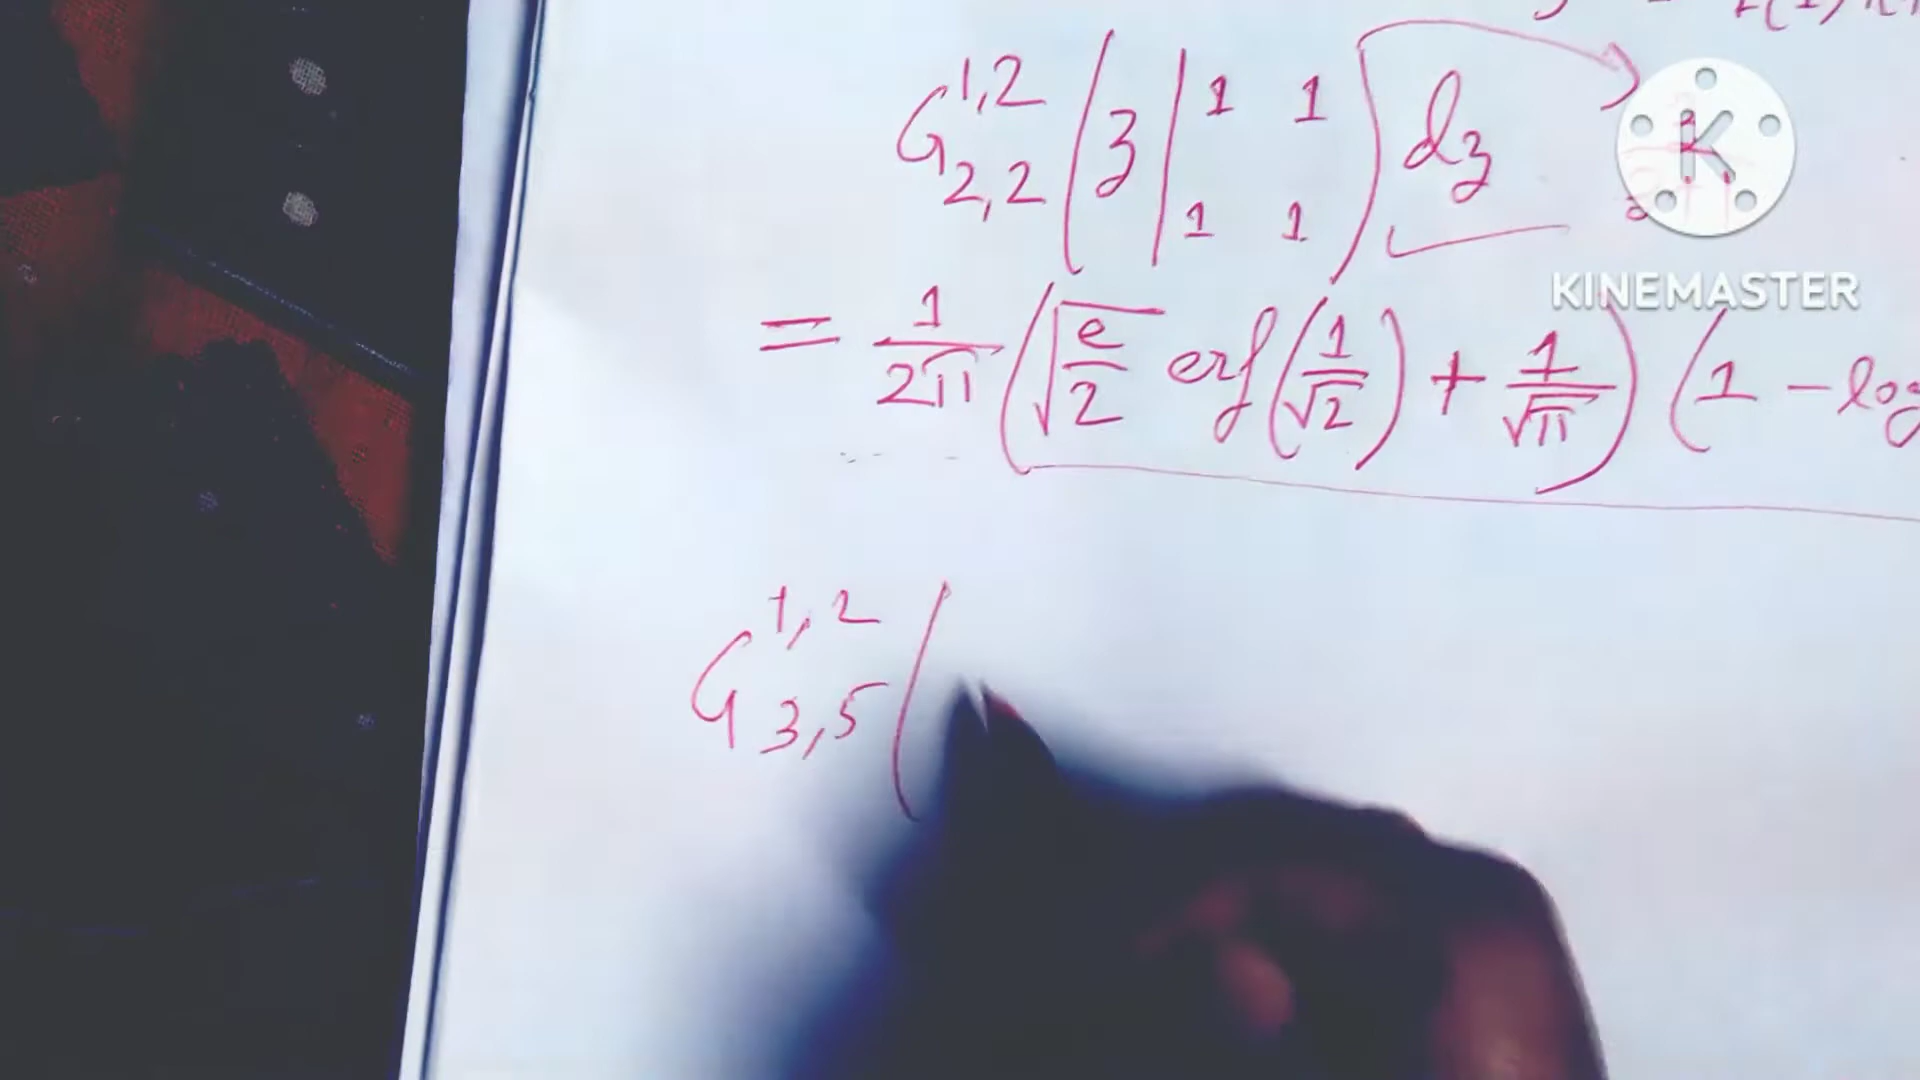 G^{1,2}_{2,2} ( z | 1 1 / 1 1 ) dz
KINEMASTER
= 1/2π ( √(e/2) erf(1/√2) + 1/√π ) ( 1 - log
G^{1,2}_{3,5} (